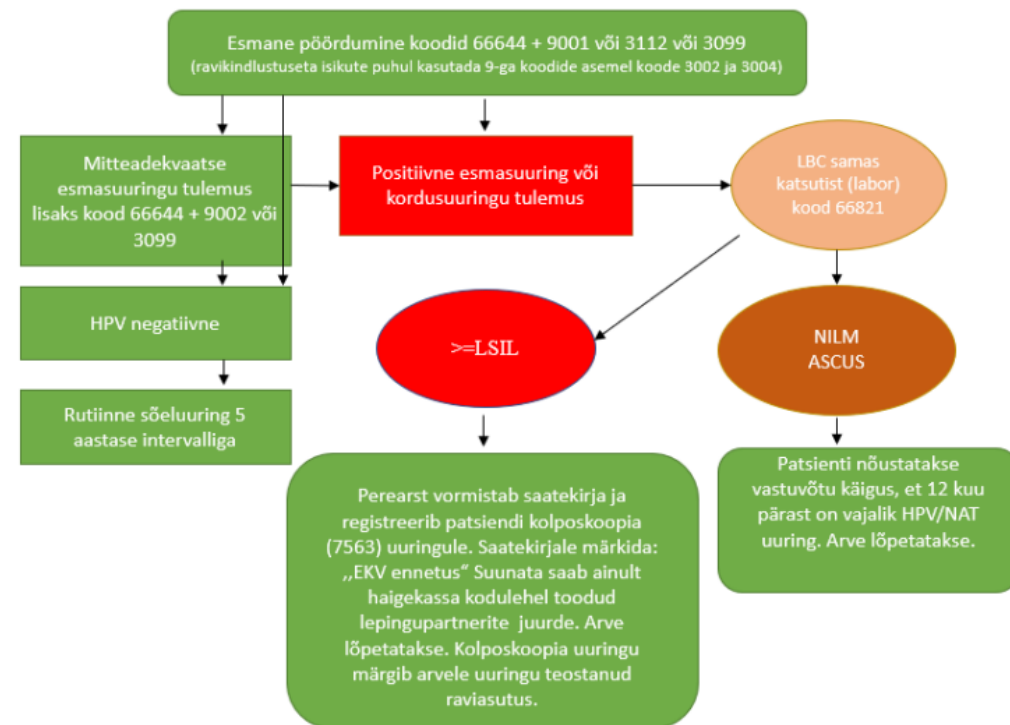 Esmane pöördumine koodid 66644 + 9001 või 3112 või 3099
(ravikindlustuseta isikute puhul kasutada 9-ga koodide asemel koode 3002 ja 3004)
Mitteadekvaatse
esmasuuringu tulemus
lisaks kood 66644 + 9002 või
3099
Positiivne esmasuuring või
kordusuuringu tulemus
LBC samas
katsutist (labor)
kood 66821
HPV negatiivne
>=LSIL
NILM
ASCUS
Rutiinne sõeluuring 5
aastase intervalliga
Perearst vormistab saatekirja ja
registreerib patsiendi kolposkoopia
(7563) uuringule. Saatekirjale märkida:
,,EKV ennetus“ Suunata saab ainult
haigekassa kodulehel toodud
lepingupartnerite juurde. Arve
lõpetatakse. Kolposkoopia uuringu
märgib arvele uuringu teostanud
raviasutus.
Patsienti nõustatakse
vastuvõtu käigus, et 12 kuu
pärast on vajalik HPV/NAT
uuring. Arve lõpetatakse.